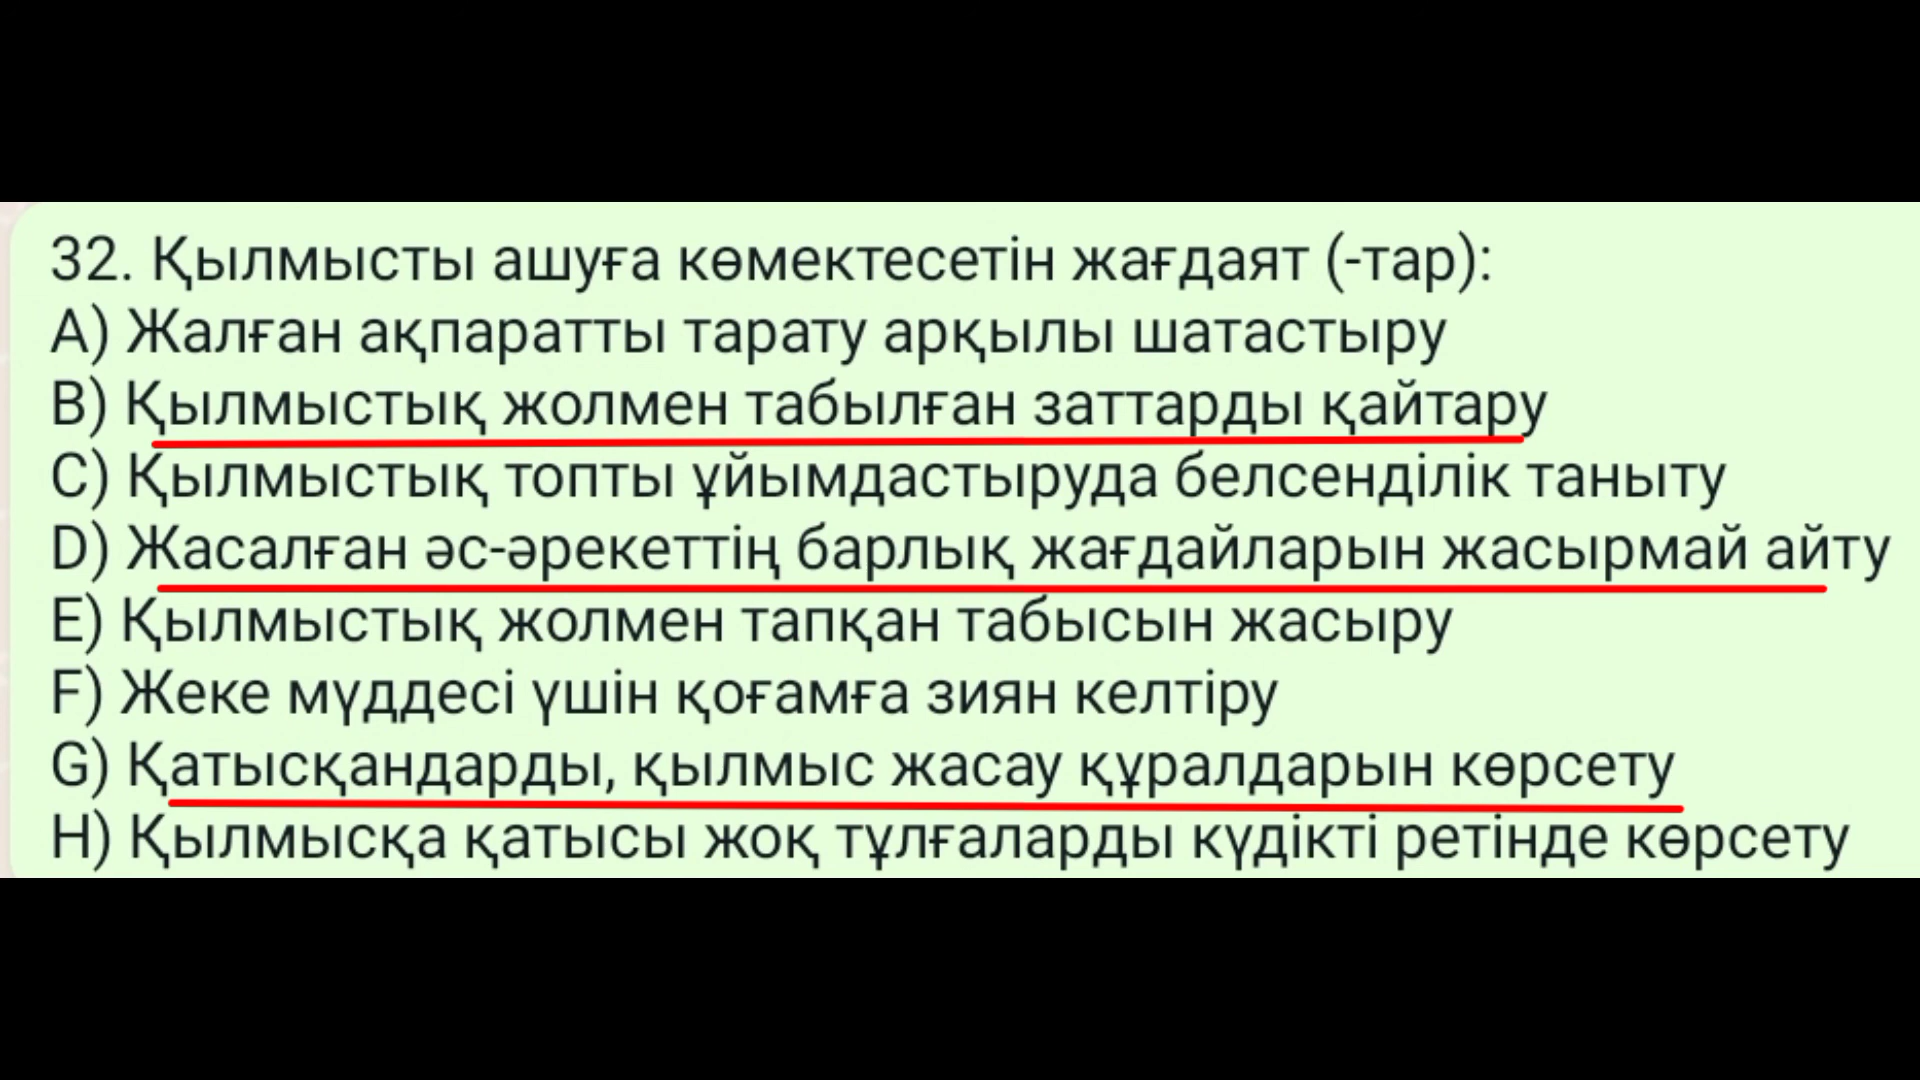 32. Қылмысты ашуға көмектесетін жағдаят (-тар):
A) Жалған ақпаратты тарату арқылы шатастыру
B) Қылмыстық жолмен табылған заттарды қайтару
C) Қылмыстық топты ұйымдастыруда белсенділік таныту
D) Жасалған әс-әрекеттің барлық жағдайларын жасырмай айту
E) Қылмыстық жолмен тапқан табысын жасыру
F) Жеке мүддесі үшін қоғамға зиян келтіру
G) Қатысқандарды, қылмыс жасау құралдарын көрсету
H) Қылмысқа қатысы жоқ тұлғаларды күдікті ретінде көрсету